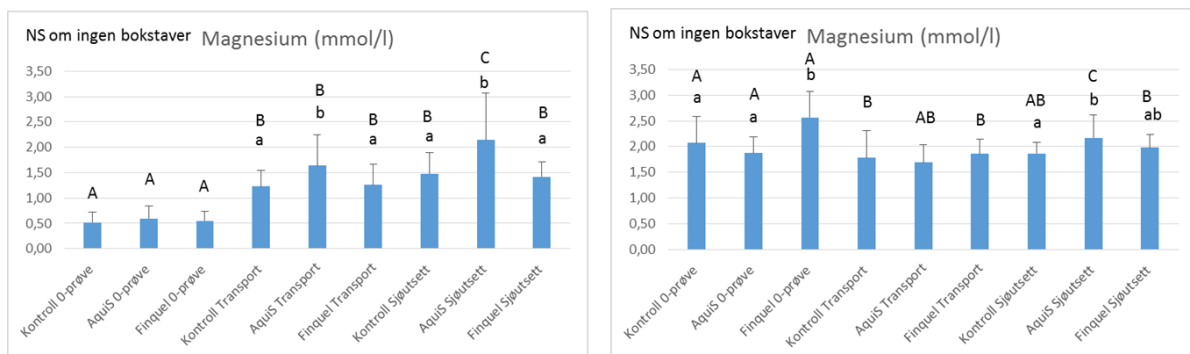 NS om ingen bokstaver Magnesium (mmol/l)
3,50
3,00
2,50
2,00
1,50
1,00
0,50
0,00
A
A
A
B
a
B
b
B
a
B
a
C
b
B
a
Kontroll 0-prøve
AquiS 0-prøve
Finquel 0-prøve
Kontroll Transport
AquiS Transport
Finquel Transport
Kontroll Sjøutsett
AquiS Sjøutsett
Finquel Sjøutsett
NS om ingen bokstaver Magnesium (mmol/l)
3,50
3,00
2,50
2,00
1,50
1,00
0,50
0,00
A
a
A
a
A
b
B
AB
B
AB
a
C
b
B
ab
Kontroll 0-prøve
AquiS 0-prøve
Finquel 0-prøve
Kontroll Transport
AquiS Transport
Finquel Transport
Kontroll Sjøutsett
AquiS Sjøutsett
Finquel Sjøutsett